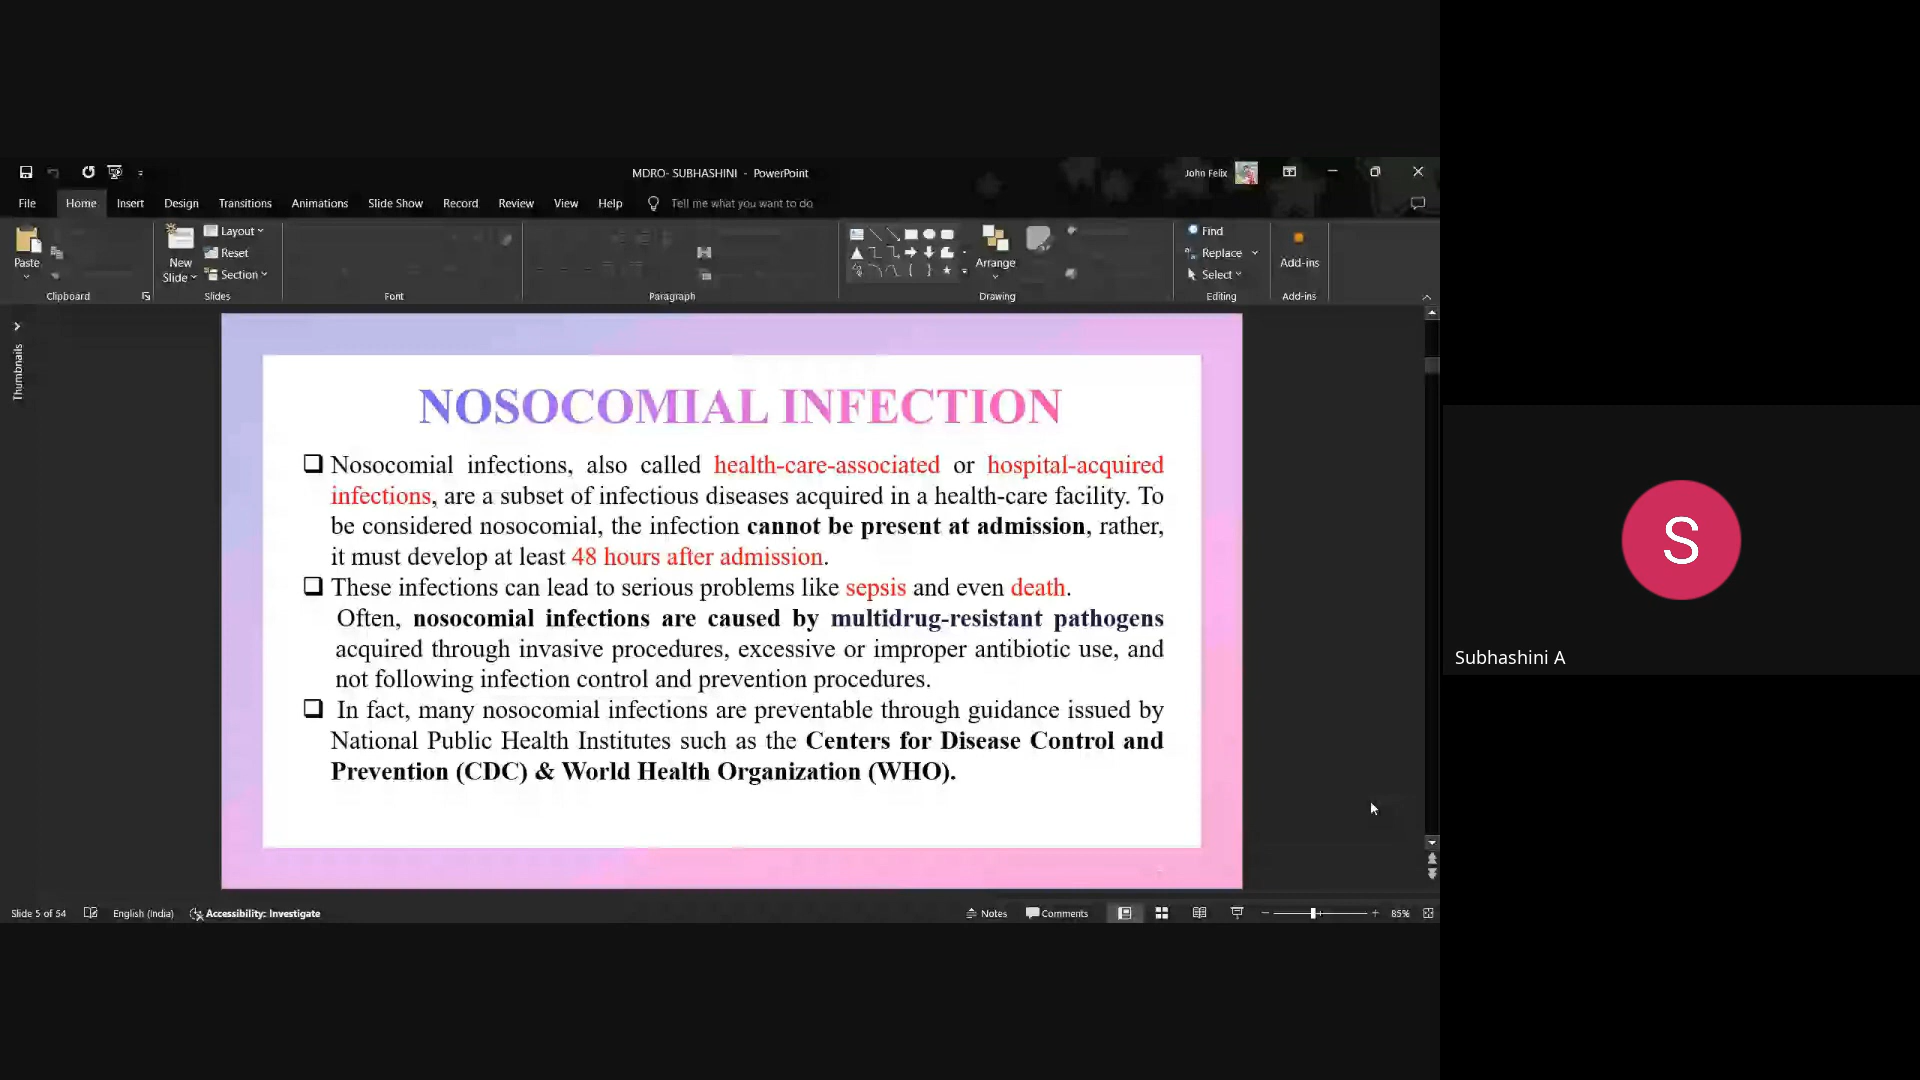 MDRO- SUBHASHINI - PowerPoint
John Felix
File Home Insert Design Transitions Animations Slide Show Record Review View Help Tell me what you want to do
Paste
Clipboard
New Slide
Layout
Reset
Section
Slides
Font
Paragraph
Arrange
Drawing
Find
Replace
Select
Editing
Add-ins
Add-ins
Thumbnails
NOSOCOMIAL INFECTION
Nosocomial infections, also called health-care-associated or hospital-acquired
infections, are a subset of infectious diseases acquired in a health-care facility. To
be considered nosocomial, the infection cannot be present at admission, rather,
it must develop at least 48 hours after admission.
These infections can lead to serious problems like sepsis and even death.
Often, nosocomial infections are caused by multidrug-resistant pathogens
acquired through invasive procedures, excessive or improper antibiotic use, and
not following infection control and prevention procedures.
In fact, many nosocomial infections are preventable through guidance issued by
National Public Health Institutes such as the Centers for Disease Control and
Prevention (CDC) & World Health Organization (WHO).
S
Subhashini A
Slide 5 of 54 English (India) Accessibility: Investigate Notes Comments 85%